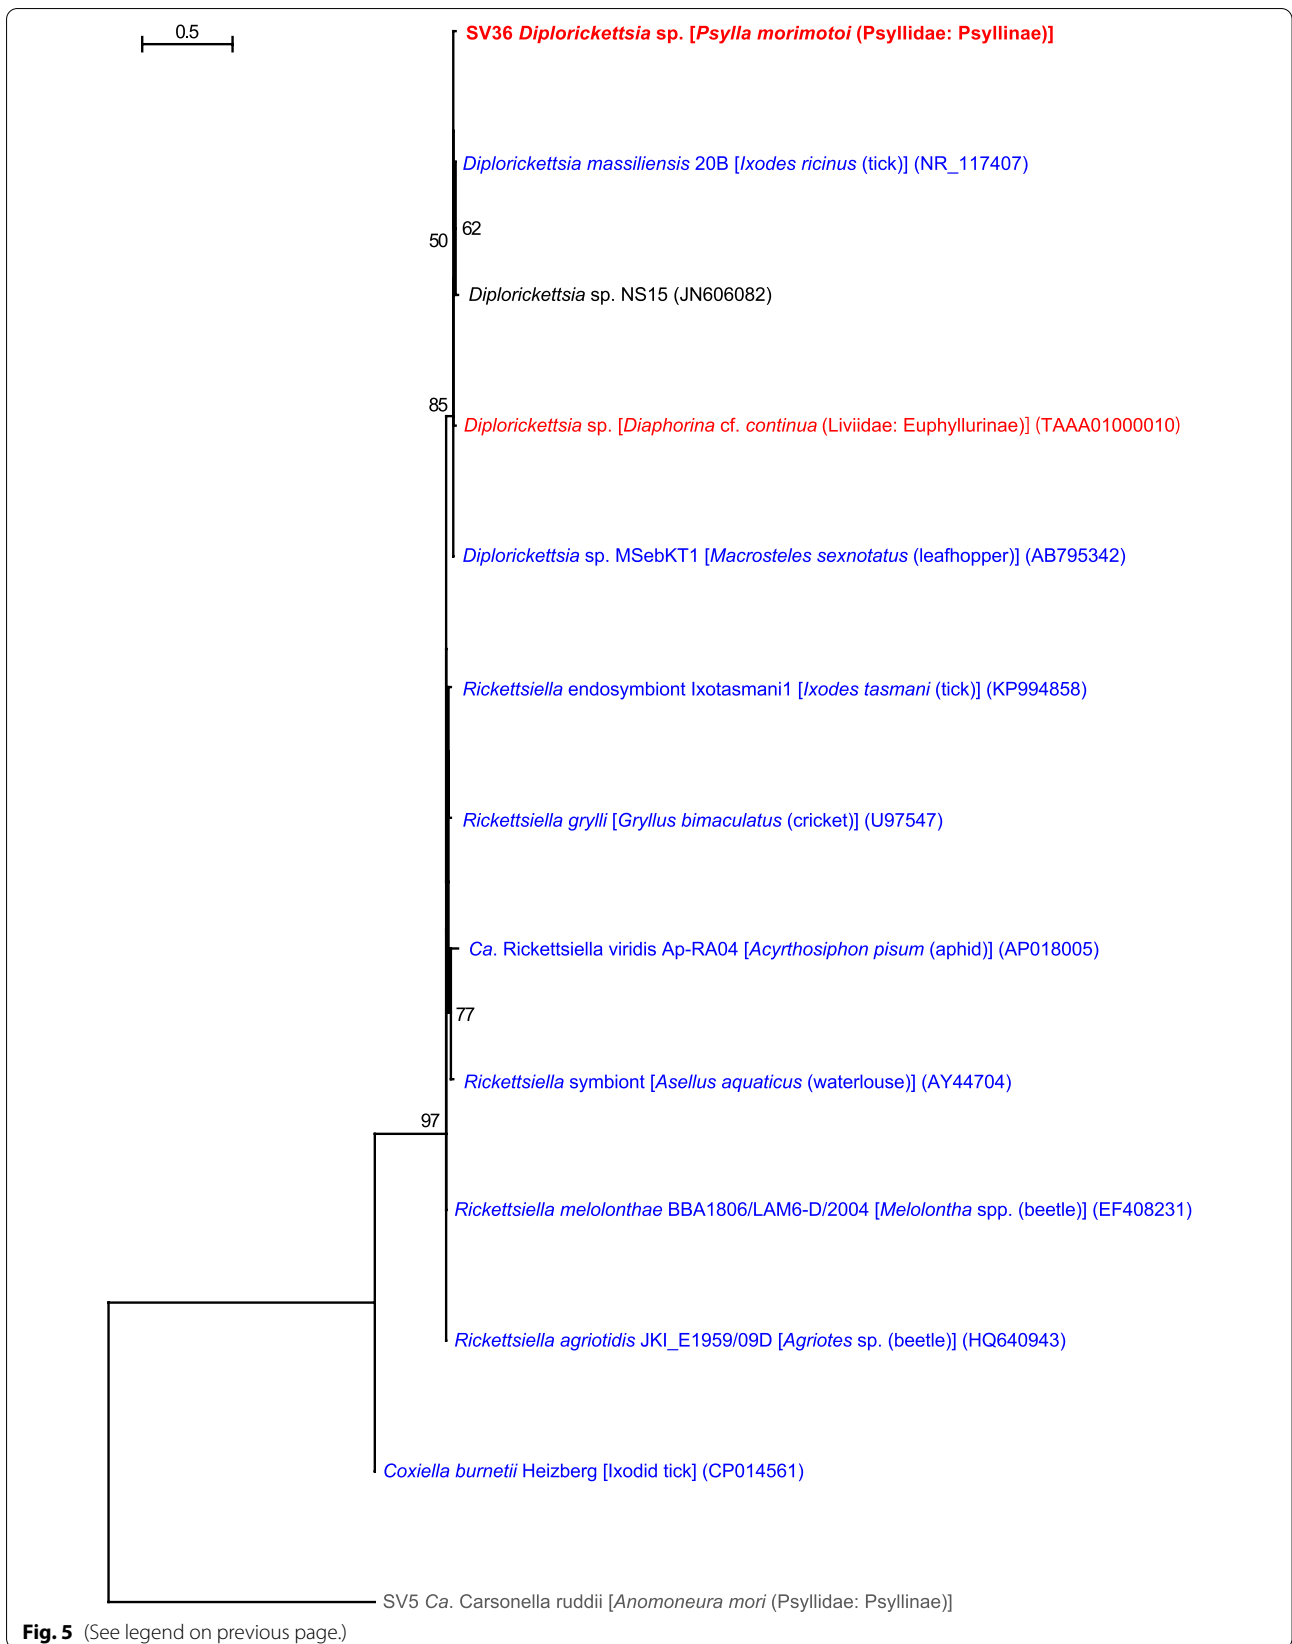 0.5
SV36 Diplorickettsia sp. [Psylla morimotoi (Psyllidae: Psyllinae)]
Diplorickettsia massiliensis 20B [Ixodes ricinus (tick)] (NR_117407)
62
50
Diplorickettsia sp. NS15 (JN606082)
85
Diplorickettsia sp. [Diaphorina cf. continua (Liviidae: Euphyllurinae)] (TAAA01000010)
Diplorickettsia sp. MSebKT1 [Macrosteles sexnotatus (leafhopper)] (AB795342)
Rickettsiella endosymbiont Ixotasmani1 [Ixodes tasmani (tick)] (KP994858)
Rickettsiella grylli [Gryllus bimaculatus (cricket)] (U97547)
Ca. Rickettsiella viridis Ap-RA04 [Acyrthosiphon pisum (aphid)] (AP018005)
77
Rickettsiella symbiont [Asellus aquaticus (waterlouse)] (AY44704)
97
Rickettsiella melolonthae BBA1806/LAM6-D/2004 [Melolontha spp. (beetle)] (EF408231)
Rickettsiella agriotidis JKI_E1959/09D [Agriotes sp. (beetle)] (HQ640943)
Coxiella burnetii Heizberg [Ixodid tick] (CP014561)
SV5 Ca. Carsonella ruddii [Anomoneura mori (Psyllidae: Psyllinae)]
Fig. 5 (See legend on previous page.)